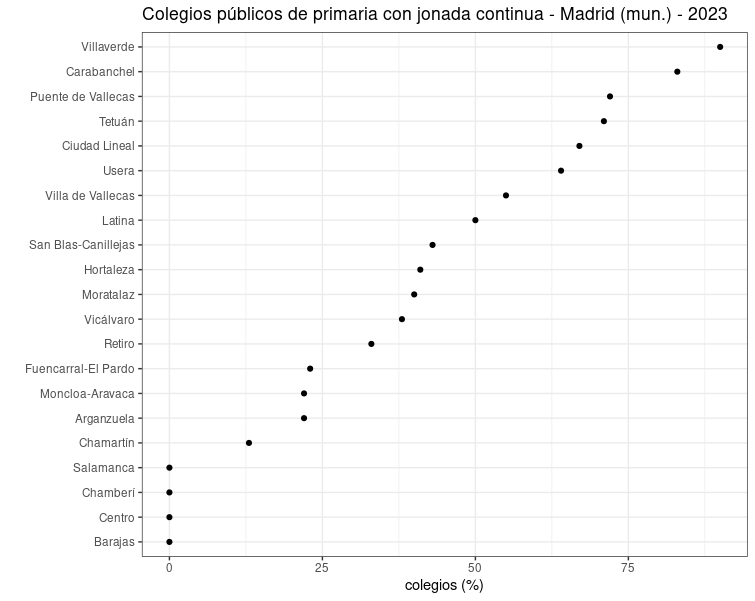 Colegios públicos de primaria con jonada continua - Madrid (mun.) - 2023
Villaverde
Carabanchel
Puente de Vallecas
Tetuán
Ciudad Lineal
Usera
Villa de Vallecas
Latina
San Blas-Canillejas
Hortaleza
Moratalaz
Vicálvaro
Retiro
Fuencarral-El Pardo
Moncloa-Aravaca
Arganzuela
Chamartín
Salamanca
Chamberí
Centro
Barajas
0 25 50 75
colegios (%)